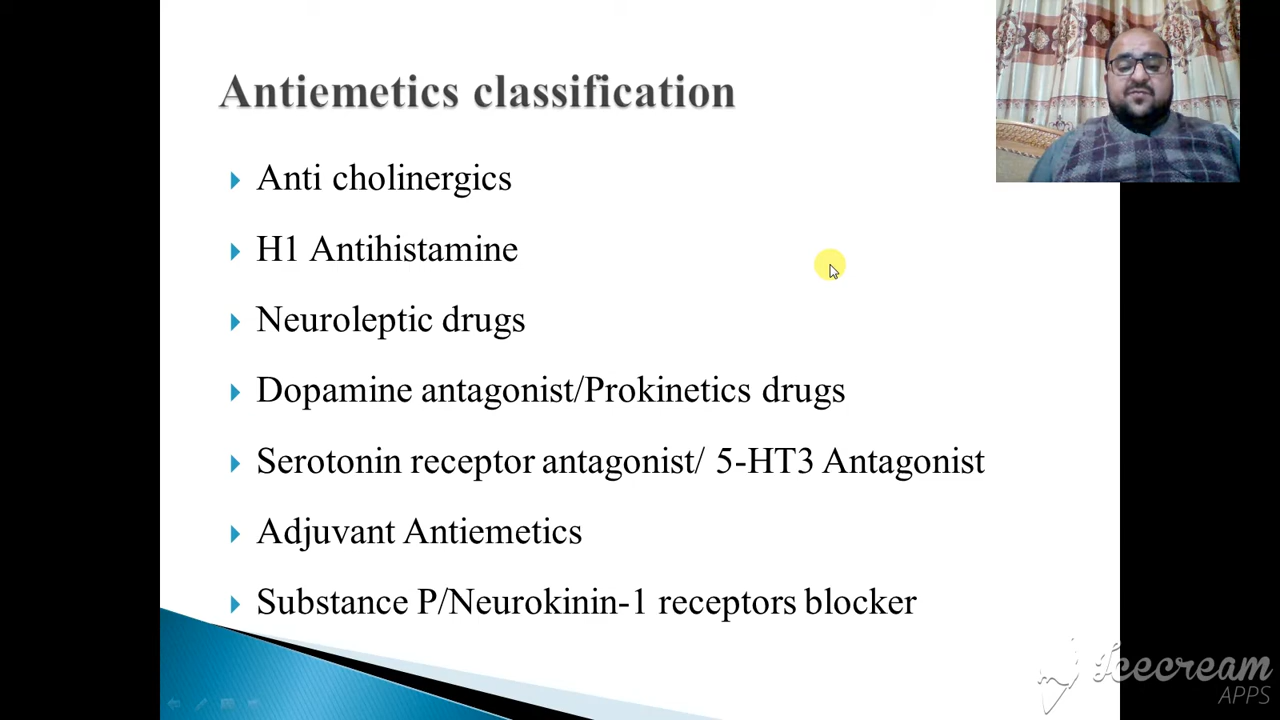 Antiemetics classification
Anti cholinergics
H1 Antihistamine
Neuroleptic drugs
Dopamine antagonist/Prokinetics drugs
Serotonin receptor antagonist/ 5-HT3 Antagonist
Adjuvant Antiemetics
Substance P/Neurokinin-1 receptors blocker
Icecream
APPS